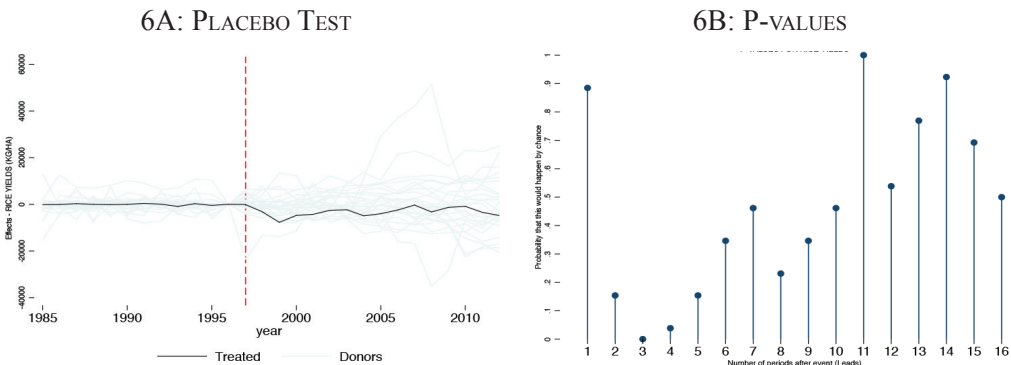 6A: PLACEBO TEST
Effects - RICE YIELDS (KG/HA)
60000
40000
20000
0
-20000
-40000
1985
1990
1995
2000
2005
2010
year
Treated
Donors
6B: P-VALUES
Probability that this would happen by chance
1
.9
.8
.7
.6
.5
.4
.3
.2
.1
0
1 2 3 4 5 6 7 8 9 10 11 12 13 14 15 16
Number of periods after event (Leads)